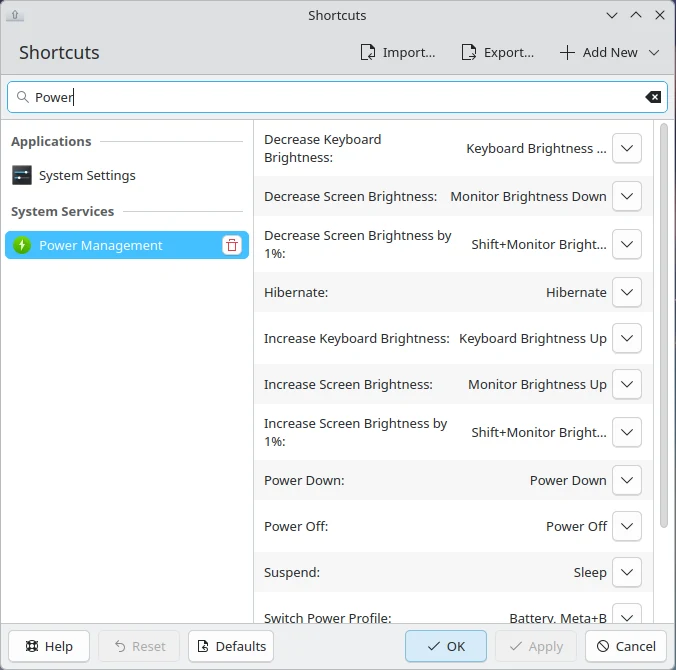 Shortcuts
Shortcuts
Import...
Export...
Add New
Power
Applications
System Settings
System Services
Power Management
Decrease Keyboard
Brightness:
Keyboard Brightness ...
Decrease Screen Brightness:
Monitor Brightness Down
Decrease Screen Brightness by
1%:
Shift+Monitor Bright...
Hibernate:
Hibernate
Increase Keyboard Brightness:
Keyboard Brightness Up
Increase Screen Brightness:
Monitor Brightness Up
Increase Screen Brightness by
1%:
Shift+Monitor Bright...
Power Down:
Power Down
Power Off:
Power Off
Suspend:
Sleep
Switch Power Profile:
Battery, Meta+B
Help
Reset
Defaults
OK
Apply
Cancel